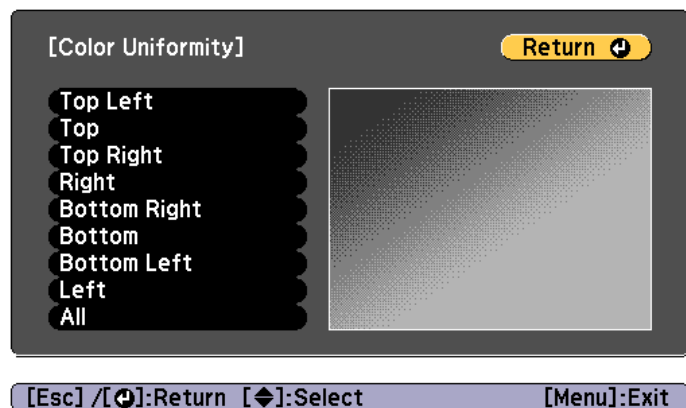 [Color Uniformity]
Return
Top Left
Top
Top Right
Right
Bottom Right
Bottom
Bottom Left
Left
All
[Esc] /[⏎]:Return [◆]:Select [Menu]:Exit